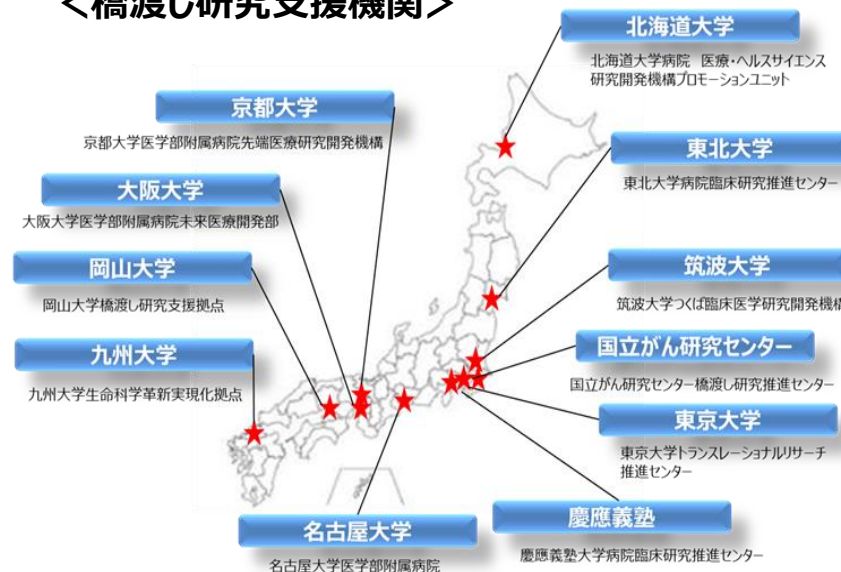 ＜橋渡し研究支援機関＞
北海道大学
北海道大学病院　医療・ヘルスサイエンス
研究開発機構プロモーションユニット
京都大学
京都大学医学部附属病院先端医療研究開発機構
東北大学
東北大学病院臨床研究推進センター
大阪大学
大阪大学医学部附属病院未来医療開発部
岡山大学
岡山大学橋渡し研究支援拠点
筑波大学
筑波大学つくば臨床医学研究開発機構
九州大学
九州大学生命科学革新実現化拠点
国立がん研究センター
国立がん研究センター橋渡し研究推進センター
東京大学
東京大学トランスレーショナルリサーチ
推進センター
名古屋大学
名古屋大学医学部附属病院
慶應義塾
慶應義塾大学病院臨床研究推進センター